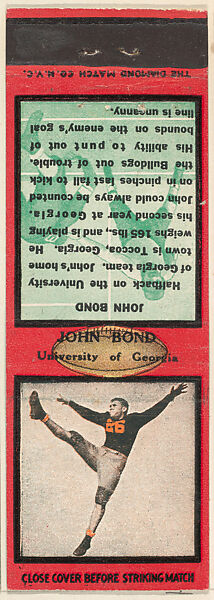 THE DIAMOND MATCH CO. N.Y.C.
JOHN BOND
Halfback on the University
of Georgia team. John's home
town is Toccoa, Georgia. He
weighs 165 lbs., and is playing
his second year at Georgia.
John could always be counted
on in pinches last fall to kick
the Bulldogs out of trouble.
His ability to punt out of
bounds on the enemy's goal
line is uncanny.
JOHN BOND
University of Georgia
26
CLOSE COVER BEFORE STRIKING MATCH